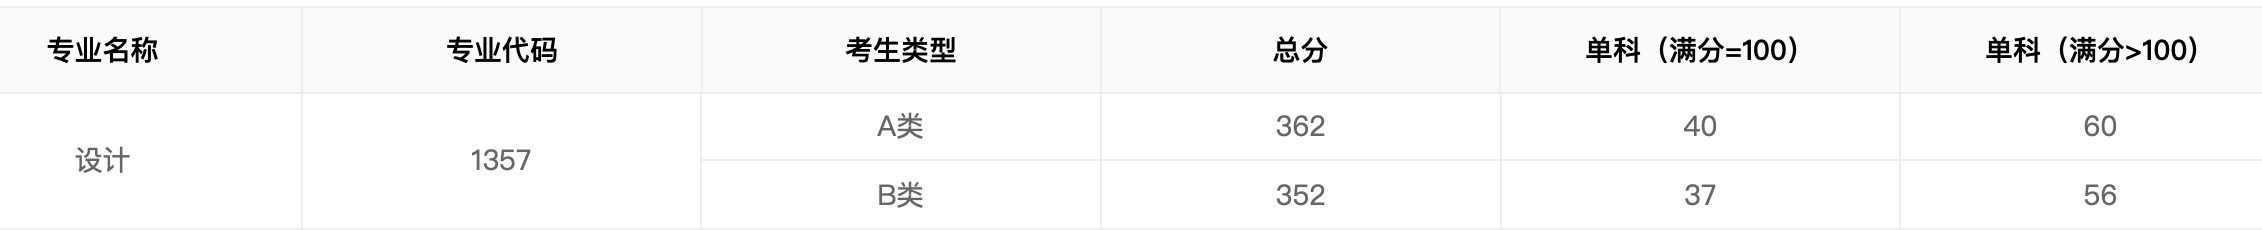 专业名称 专业代码 考生类型 总分 单科（满分=100） 单科（满分>100）
设计 1357 A类 362 40 60
B类 352 37 56